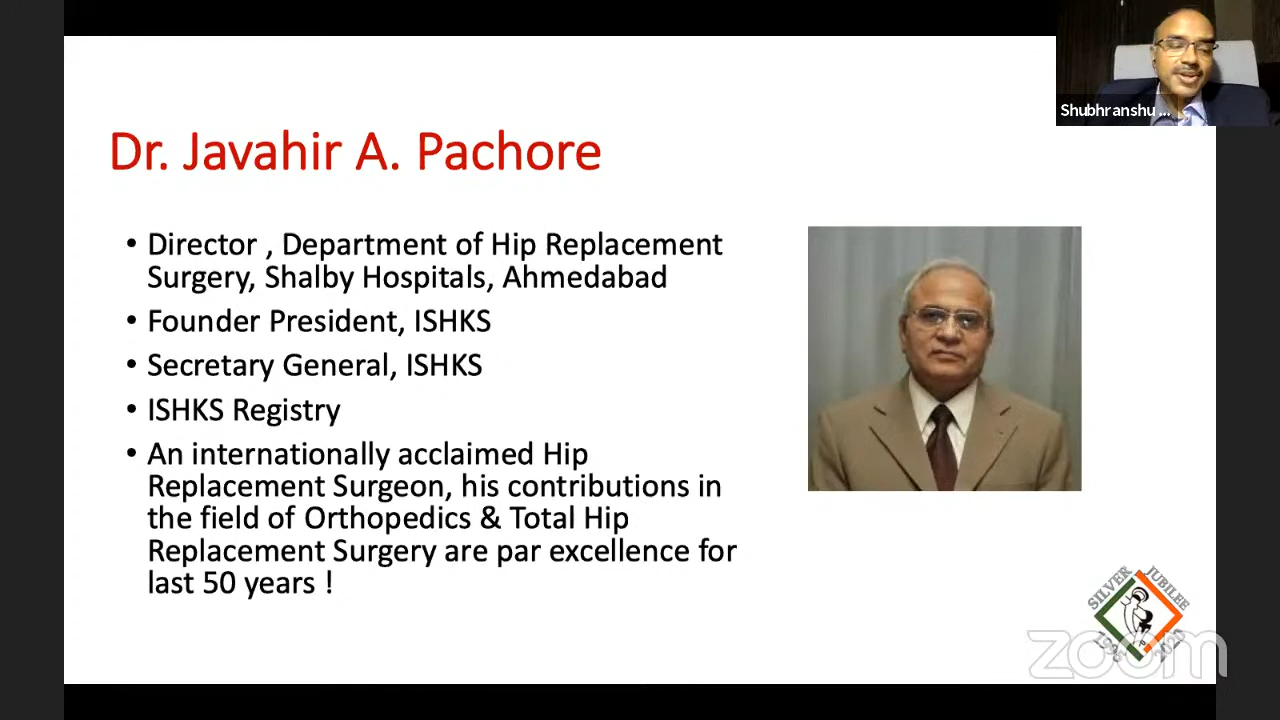 Shubhranshu ...
Dr. Javahir A. Pachore
• Director , Department of Hip Replacement
Surgery, Shalby Hospitals, Ahmedabad
• Founder President, ISHKS
• Secretary General, ISHKS
• ISHKS Registry
• An internationally acclaimed Hip
Replacement Surgeon, his contributions in
the field of Orthopedics & Total Hip
Replacement Surgery are par excellence for
last 50 years !
SILVER JUBILEE
zoom